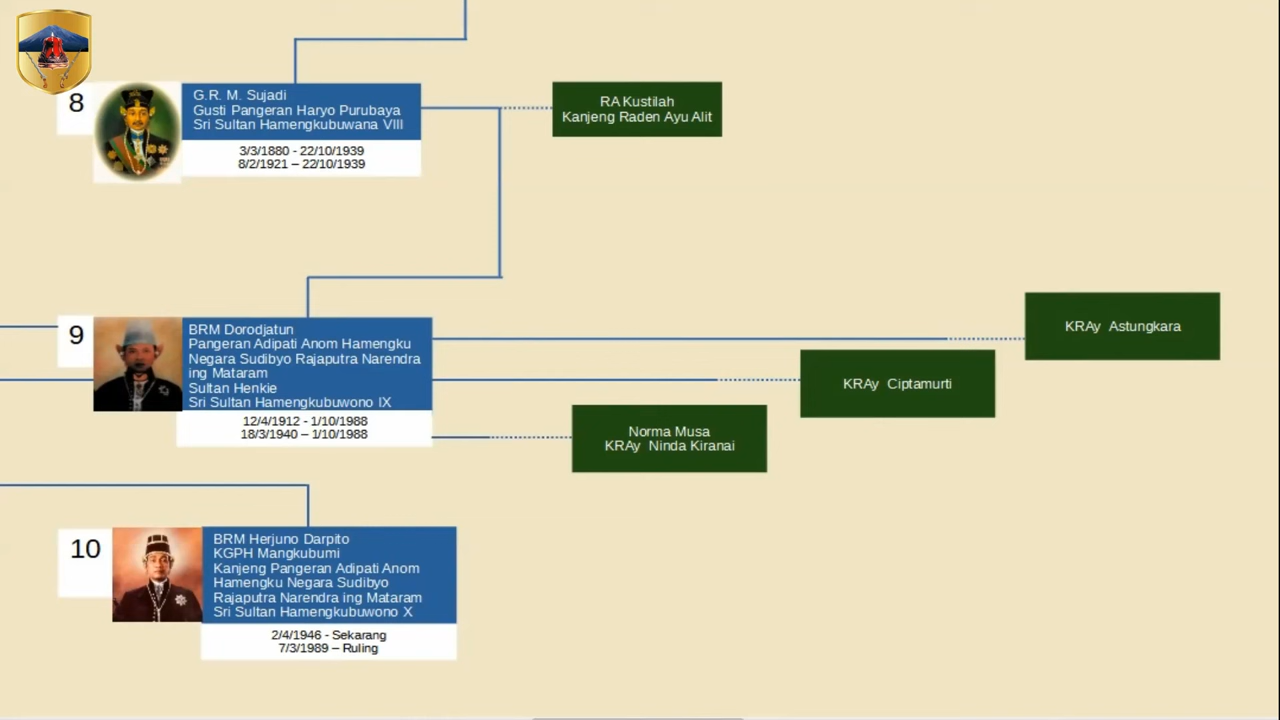 8
G.R. M. Sujadi
Gusti Pangeran Haryo Purubaya
Sri Sultan Hamengkubuwana VIII
3/3/1880 - 22/10/1939
8/2/1921 – 22/10/1939
RA Kustilah
Kanjeng Raden Ayu Alit
9
BRM Dorodjatun
Pangeran Adipati Anom Hamengku
Negara Sudibyo Rajaputra Narendra
ing Mataram
Sultan Henkie
Sri Sultan Hamengkubuwono IX
12/4/1912 - 1/10/1988
18/3/1940 – 1/10/1988
KRAy Astungkara
KRAy Ciptamurti
Norma Musa
KRAy Ninda Kiranai
10
BRM Herjuno Darpito
KGPH Mangkubumi
Kanjeng Pangeran Adipati Anom
Hamengku Negara Sudibyo
Rajaputra Narendra ing Mataram
Sri Sultan Hamengkubuwono X
2/4/1946 - Sekarang
7/3/1989 – Ruling